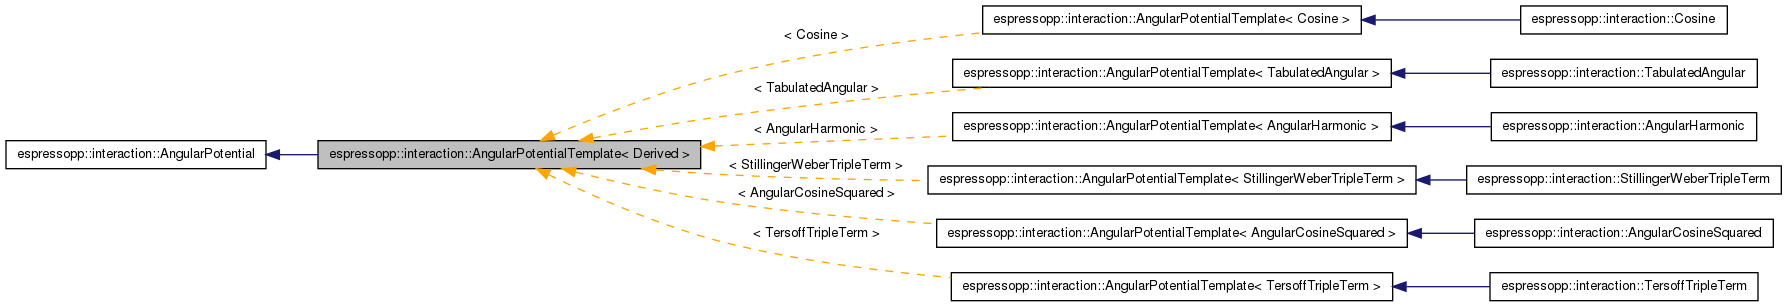 espressopp::interaction::AngularPotential
espressopp::interaction::AngularPotentialTemplate< Derived >
< Cosine >
espressopp::interaction::AngularPotentialTemplate< Cosine >
espressopp::interaction::Cosine
< TabulatedAngular >
espressopp::interaction::AngularPotentialTemplate< TabulatedAngular >
espressopp::interaction::TabulatedAngular
< AngularHarmonic >
espressopp::interaction::AngularPotentialTemplate< AngularHarmonic >
espressopp::interaction::AngularHarmonic
< StillingerWeberTripleTerm >
espressopp::interaction::AngularPotentialTemplate< StillingerWeberTripleTerm >
espressopp::interaction::StillingerWeberTripleTerm
< AngularCosineSquared >
espressopp::interaction::AngularPotentialTemplate< AngularCosineSquared >
espressopp::interaction::AngularCosineSquared
< TersoffTripleTerm >
espressopp::interaction::AngularPotentialTemplate< TersoffTripleTerm >
espressopp::interaction::TersoffTripleTerm